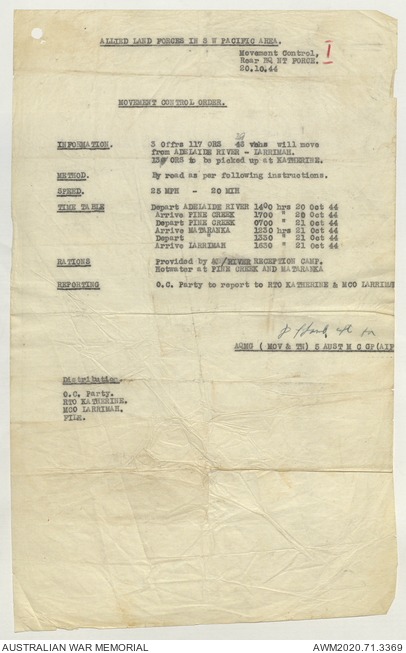 ALLIED LAND FORCES IN S W PACIFIC AREA.
Movement Control,
Rear HQ NT FORCE.
20.10.44
I
MOVEMENT CONTROL ORDER.
INFORMATION. 3 Offrs 117 ORS vehs will move
from ADELAIDE RIVER - LARRIMAH.
ORS to be picked up at KATHERINE.
METHOD. By road as per following instructions.
SPEED. 25 MPH - 20 MIH
TIME TABLE Depart ADELAIDE RIVER 1400 hrs 20 Oct 44
Arrive PINE CREEK 1700 " 20 Oct 44
Depart PINE CREEK 0700 " 21 Oct 44
Arrive MATARANKA 1230 hrs 21 Oct 44
Depart " 1330 " 21 Oct 44
Arrive LARRIMAH 1630 " 21 Oct 44
RATIONS Provided by RIVER RECEPTION CAMP.
Hotwater at PINE CREEK and MATARANKA
REPORTING O.C. Party to report to RTO KATHERINE & MCO LARRIMAH
AQMG ( MOV & TN) S AUST M C GP (AIF
Distribution.
O.C. Party.
RTO KATHERINE.
MCO LARRIMAH.
FILE.
AUSTRALIAN WAR MEMORIAL
AWM2020.71.3369